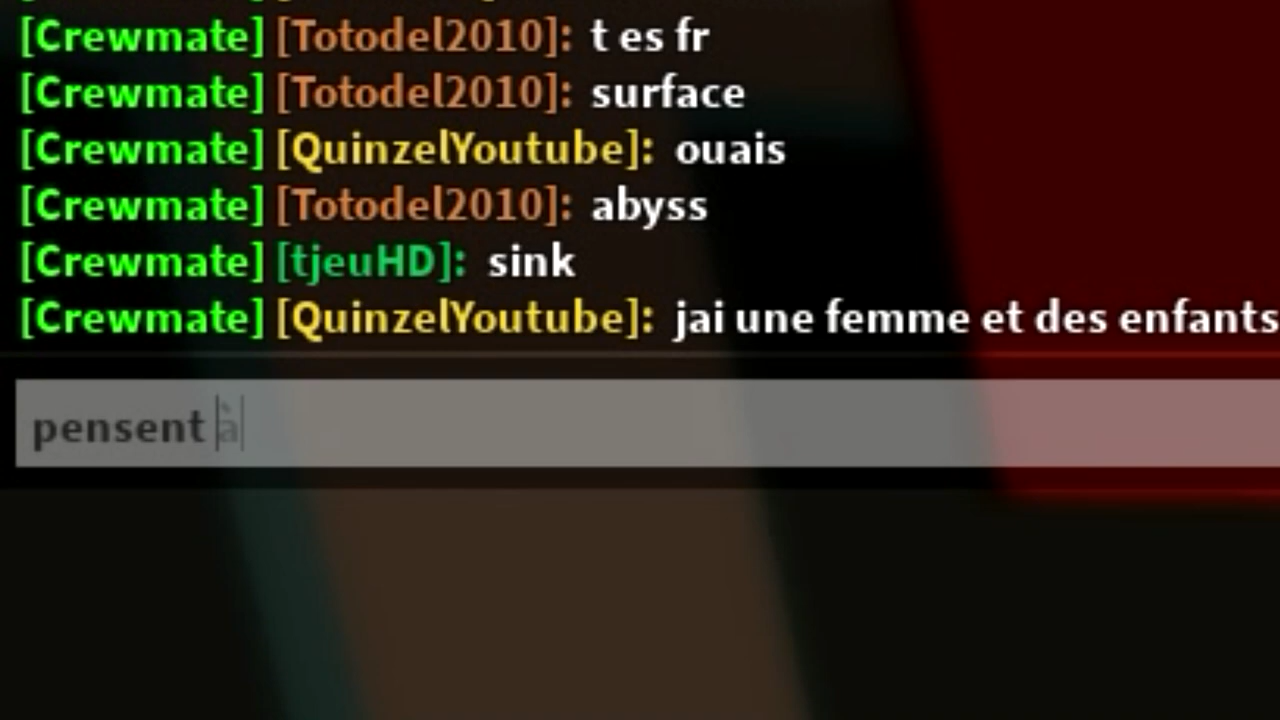 [Crewmate] [Totodel2010]: t es fr
[Crewmate] [Totodel2010]: surface
[Crewmate] [QuinzelYoutube]: ouais
[Crewmate] [Totodel2010]: abyss
[Crewmate] [tjeuHD]: sink
[Crewmate] [QuinzelYoutube]: jai une femme et des enfants
pensent à